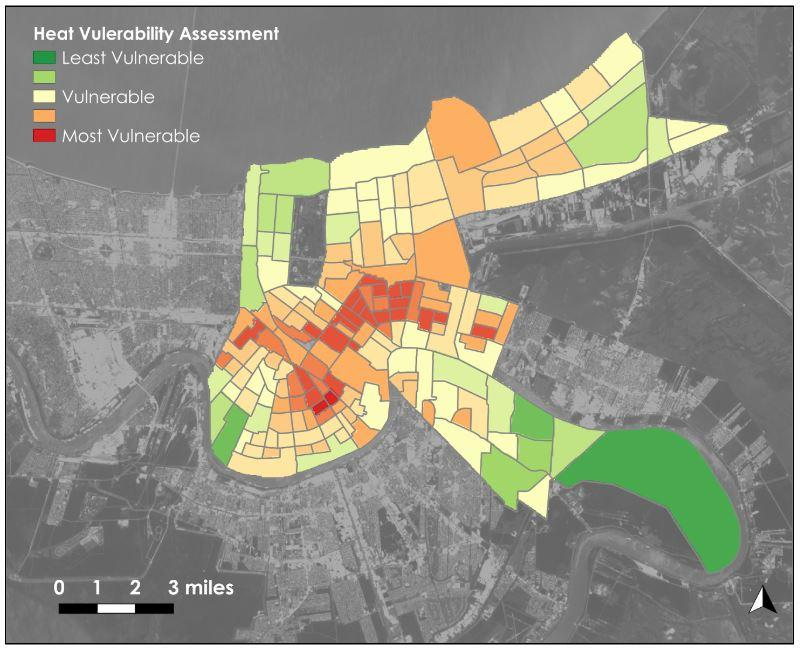 Heat Vulerability Assessment
Least Vulnerable
Vulnerable
Most Vulnerable
0 1 2 3 miles